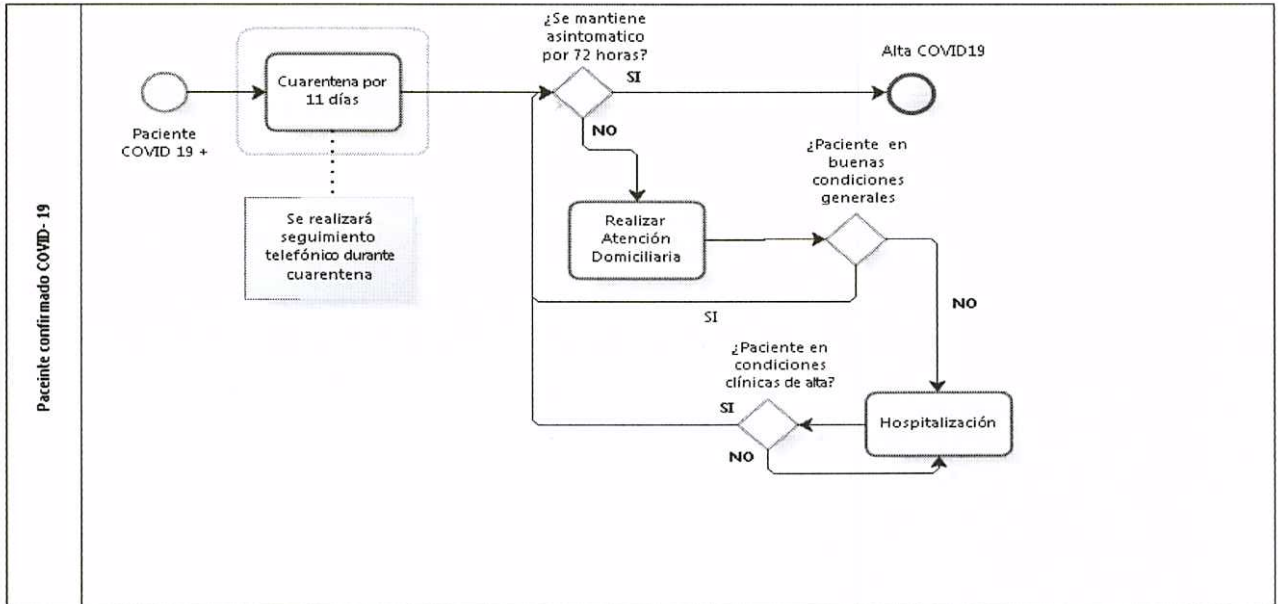 Paceinte confirmado COVID- 19
Paciente
COVID 19 +
Cuarentena por
11 días
Se realizará
seguimiento
telefónico durante
cuarentena
¿Se mantiene
asintomatico
por 72 horas?
SI
NO
Alta COVID19
Realizar
Atención
Domiciliaria
¿Paciente en
buenas
condiciones
generales
SI
NO
Hospitalización
¿Paciente en
condiciones
clínicas de alta?
SI
NO